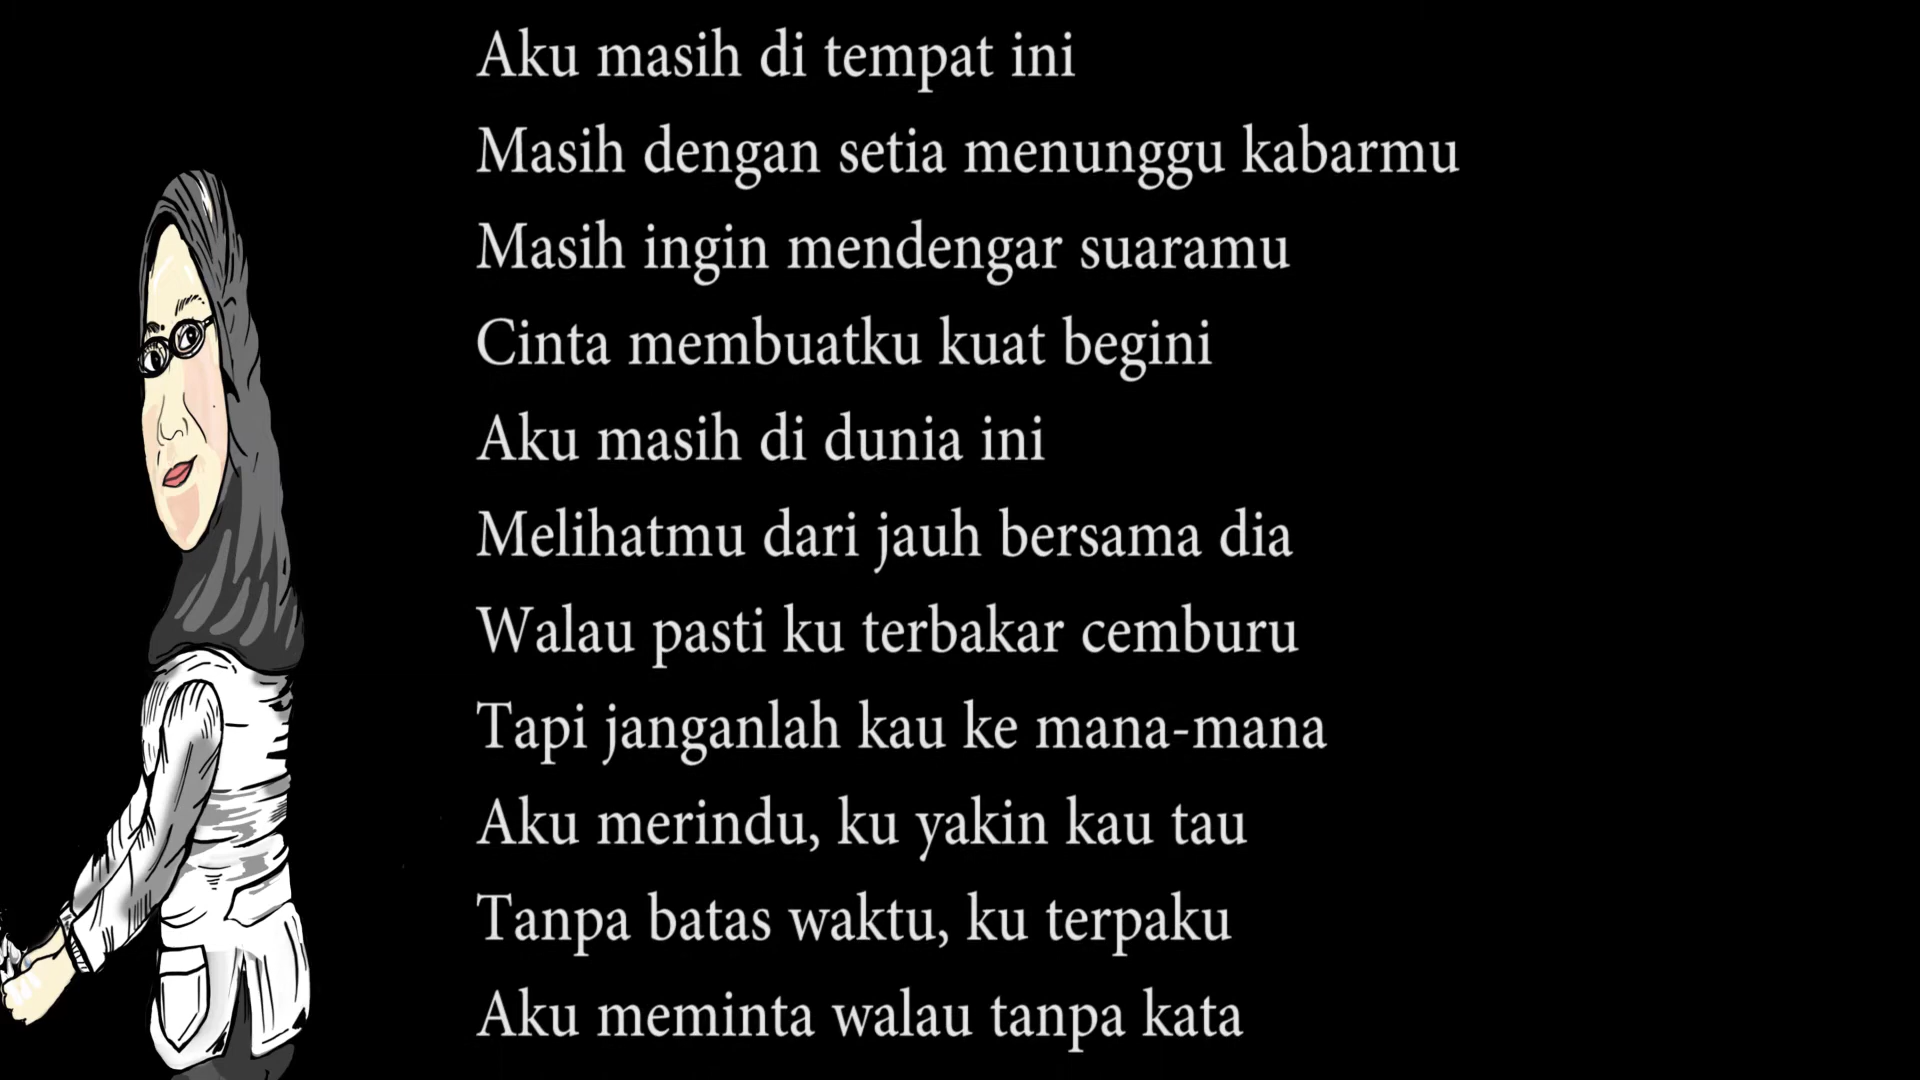 Aku masih di tempat ini
Masih dengan setia menunggu kabarmu
Masih ingin mendengar suaramu
Cinta membuatku kuat begini
Aku masih di dunia ini
Melihatmu dari jauh bersama dia
Walau pasti ku terbakar cemburu
Tapi janganlah kau ke mana-mana
Aku merindu, ku yakin kau tau
Tanpa batas waktu, ku terpaku
Aku meminta walau tanpa kata